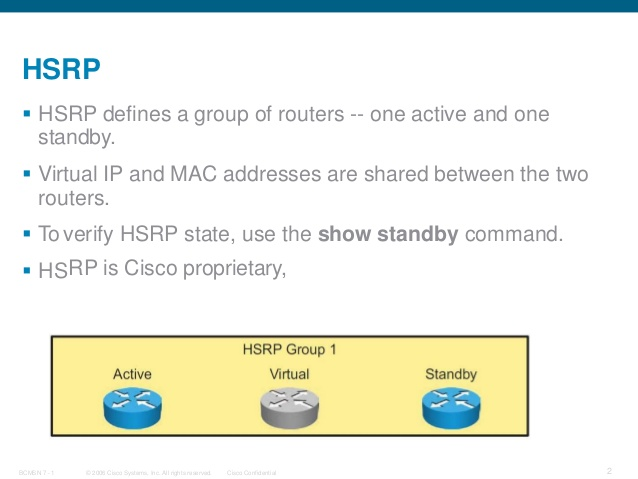 HSRP
▪ HSRP defines a group of routers -- one active and one
standby.
▪ Virtual IP and MAC addresses are shared between the two
routers.
▪ To verify HSRP state, use the show standby command.
▪ HSRP is Cisco proprietary,
HSRP Group 1
Active Virtual Standby
BCMSN 7 - 1 © 2006 Cisco Systems, Inc. All rights reserved. Cisco Confidential 2